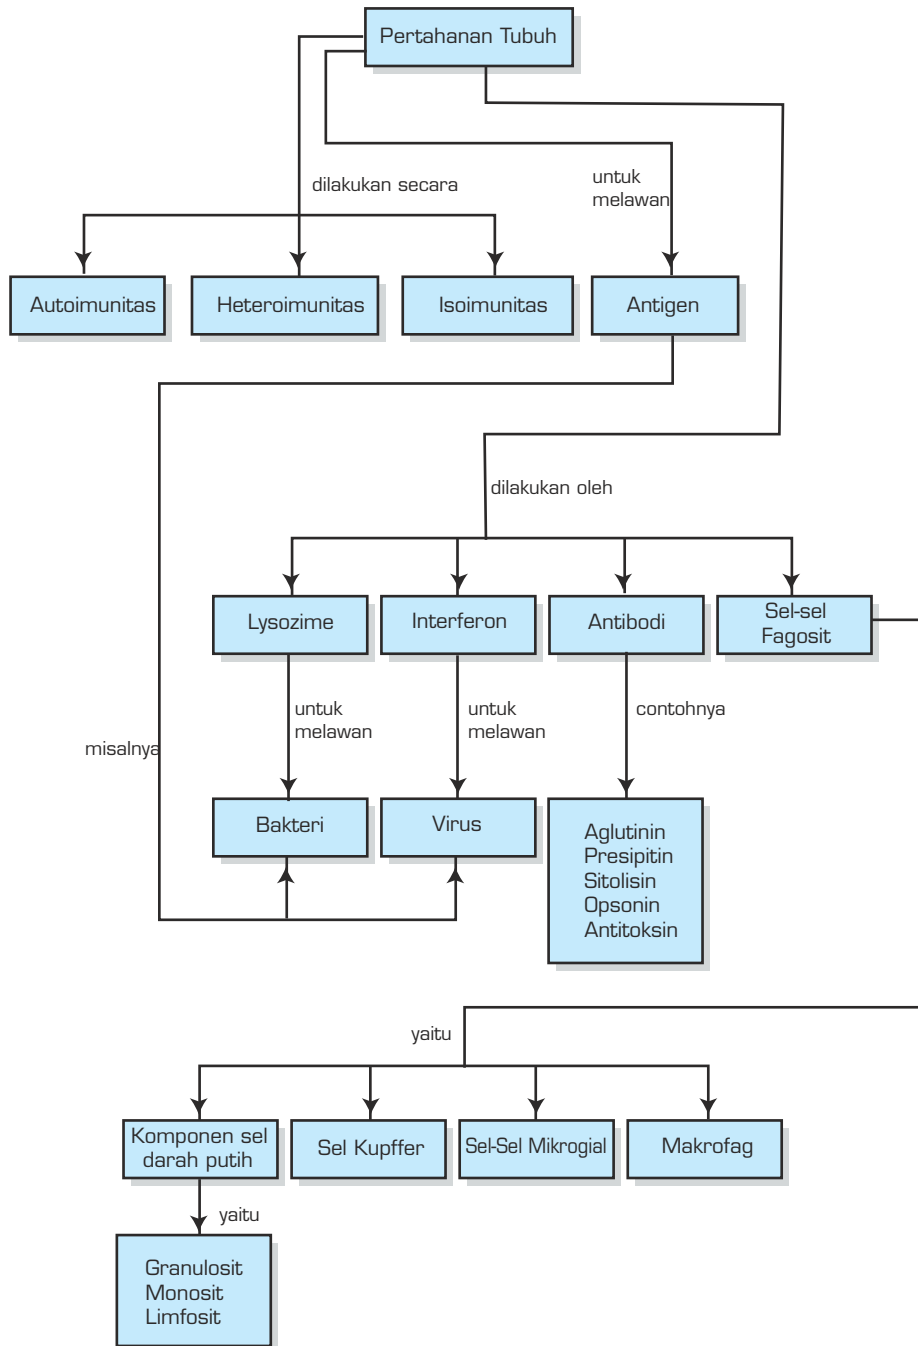 Pertahanan Tubuh
dilakukan secara
untuk
melawan
Autoimunitas
Heteroimunitas
Isoimunitas
Antigen
dilakukan oleh
Lysozime
Interferon
Antibodi
Sel-sel
Fagosit
untuk
melawan
untuk
melawan
contohnya
misalnya
Bakteri
Virus
Aglutinin
Presipitin
Sitolisin
Opsonin
Antitoksin
yaitu
Komponen sel
darah putih
Sel Kupffer
Sel-Sel Mikrogial
Makrofag
yaitu
Granulosit
Monosit
Limfosit